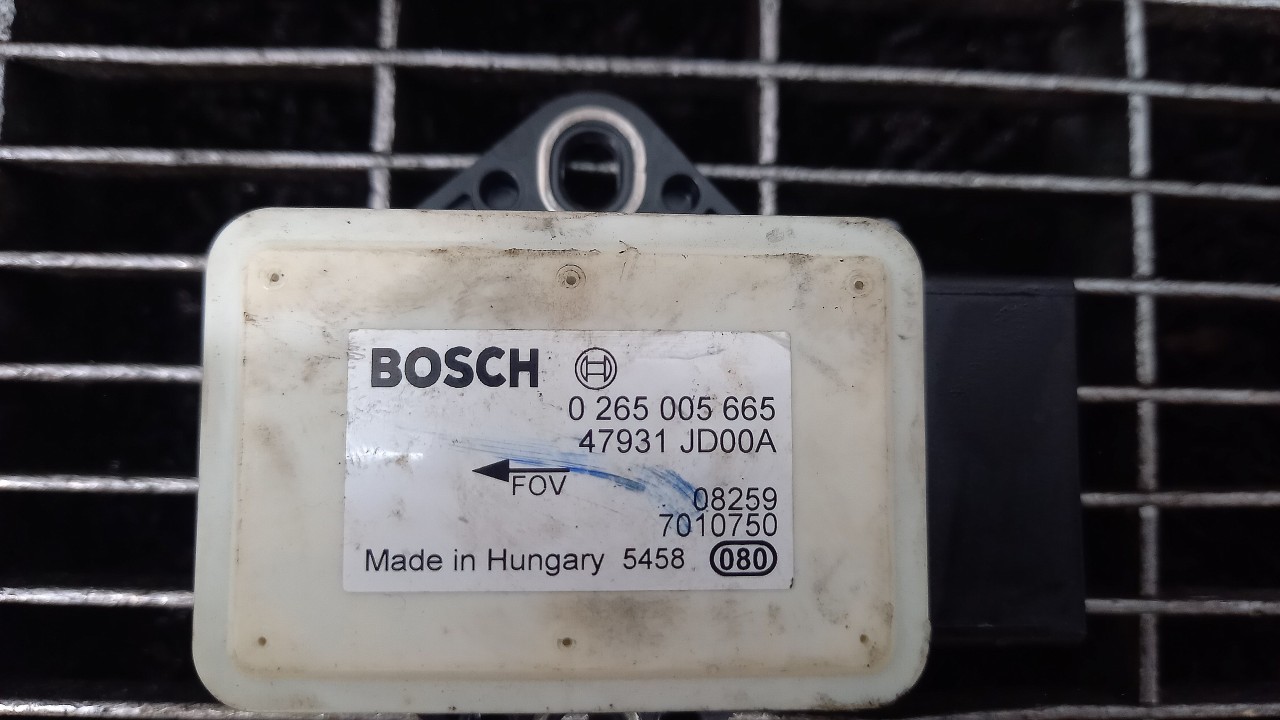 BOSCH
0 265 005 665
47931 JD00A
FOV
08259
7010750
Made in Hungary 5458 080